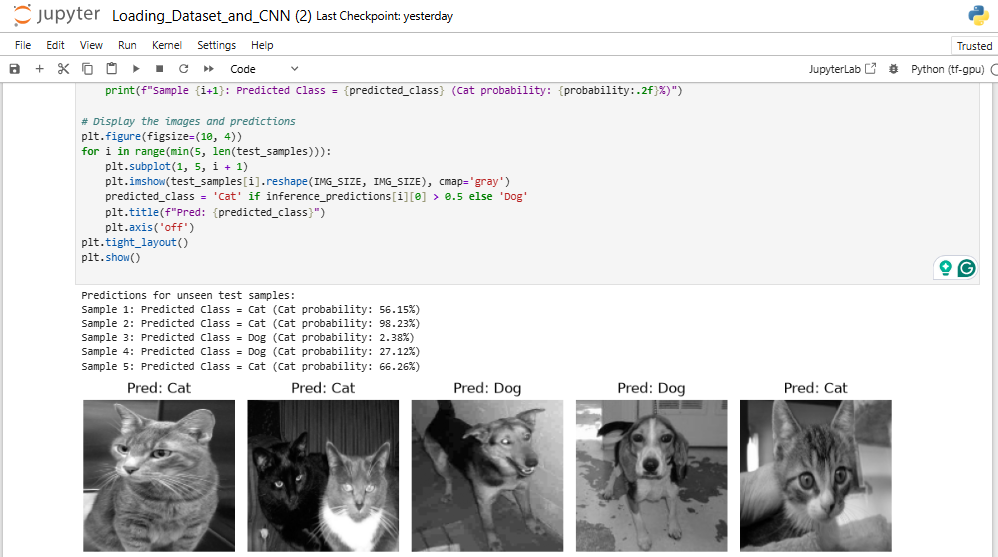 jupyter Loading_Dataset_and_CNN (2) Last Checkpoint: yesterday
File Edit View Run Kernel Settings Help Trusted
Code JupyterLab Python (tf-gpu)
print(f"Sample {i+1}: Predicted Class = {predicted_class} (Cat probability: {probability:.2f}%)")
# Display the images and predictions
plt.figure(figsize=(10, 4))
for i in range(min(5, len(test_samples))):
    plt.subplot(1, 5, i + 1)
    plt.imshow(test_samples[i].reshape(IMG_SIZE, IMG_SIZE), cmap='gray')
    predicted_class = 'Cat' if inference_predictions[i][0] > 0.5 else 'Dog'
    plt.title(f"Pred: {predicted_class}")
    plt.axis('off')
plt.tight_layout()
plt.show()
Predictions for unseen test samples:
Sample 1: Predicted Class = Cat (Cat probability: 56.15%)
Sample 2: Predicted Class = Cat (Cat probability: 98.23%)
Sample 3: Predicted Class = Dog (Cat probability: 2.38%)
Sample 4: Predicted Class = Dog (Cat probability: 27.12%)
Sample 5: Predicted Class = Cat (Cat probability: 66.26%)
Pred: Cat Pred: Cat Pred: Dog Pred: Dog Pred: Cat